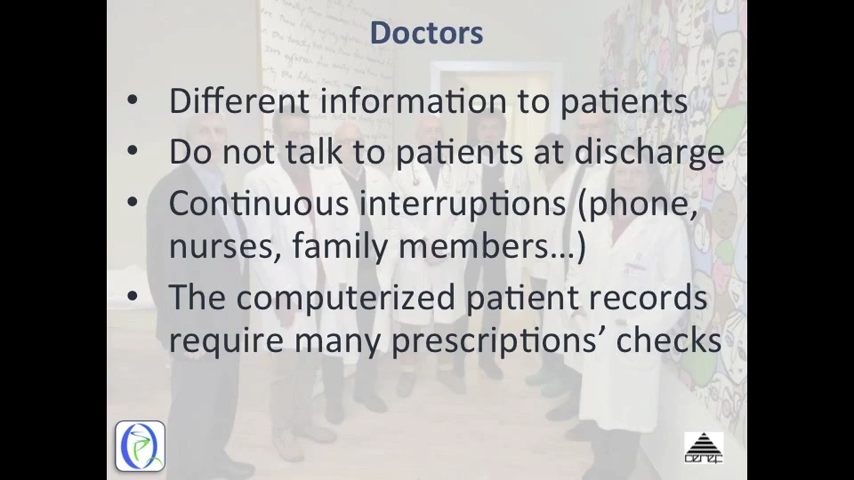 Doctors
• Different information to patients
• Do not talk to patients at discharge
• Continuous interruptions (phone,
nurses, family members...)
• The computerized patient records
require many prescriptions’ checks